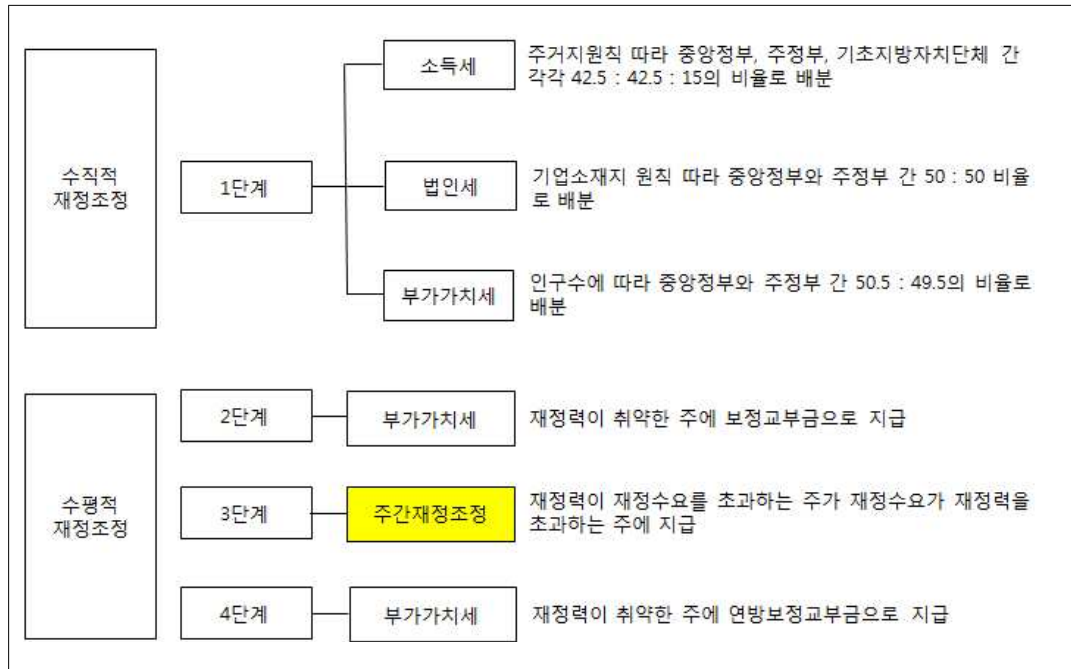 수직적
재정조정
1단계
소득세
주거지원칙 따라 중앙정부, 주정부, 기초지방자치단체 간
각각 42.5 : 42.5 : 15의 비율로 배분
법인세
기업소재지 원칙 따라 중앙정부와 주정부 간 50 : 50 비율
로 배분
부가가치세
인구수에 따라 중앙정부와 주정부 간 50.5 : 49.5의 비율로
배분
수평적
재정조정
2단계
부가가치세
재정력이 취약한 주에 보정교부금으로 지급
3단계
주간재정조정
재정력이 재정수요를 초과하는 주가 재정수요가 재정력을
초과하는 주에 지급
4단계
부가가치세
재정력이 취약한 주에 연방보정교부금으로 지급